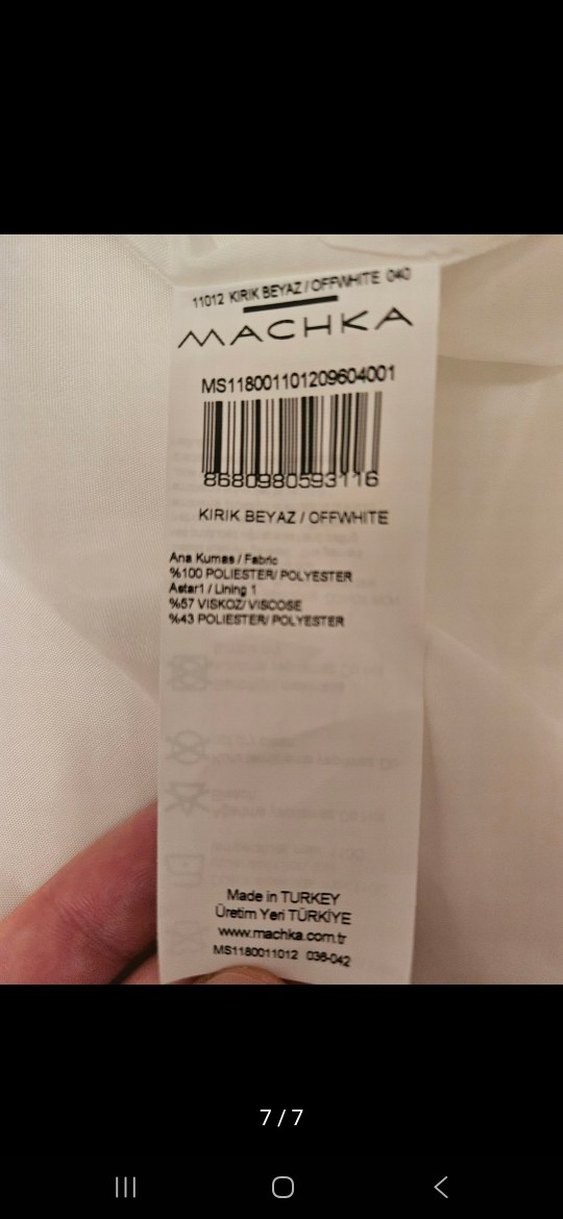 11012 KIRIK BEYAZ / OFFWHITE 040
MACHKA
MS118001101209604001
8680980593116
KIRIK BEYAZ / OFFWHITE
Ana Kumas / Fabric
%100 POLIESTER/ POLYESTER
Astar1 / Lining 1
%57 VISKOZ/ VISCOSE
%43 POLIESTER/ POLYESTER
Made in TURKEY
Üretim Yeri TÜRKİYE
www.machka.com.tr
MS1180011012 036-042
7 / 7